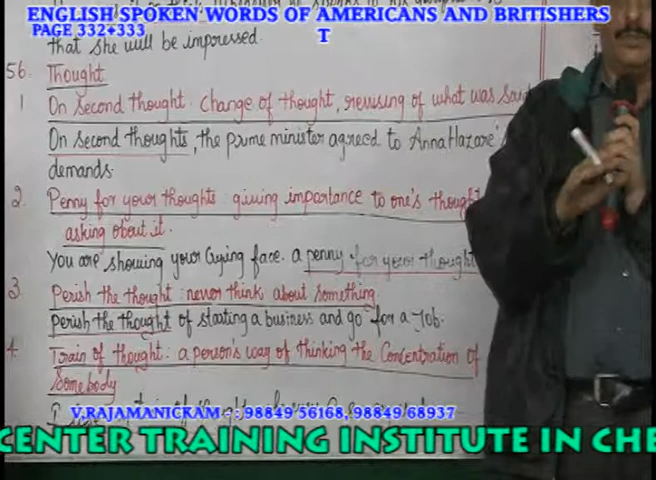 ENGLISH SPOKEN WORDS OF AMERICANS AND BRITISHERS
PAGE 332+333
T
that she will be impressed.
56. Thought
1 On second thought. Change of thought, revising of what was said
On second thoughts, the prime minister agreed to Anna Hazare's
demands.
2. Penny for your thoughts: giving importance to one's thought
asking about it.
You are showing your crying face. a penny for your thought
3 Perish the thought: never think about something.
Perish the thought of starting a business and go for a job.
4. Train of thought: a person's way of thinking the Concentration of
Somebody
V.RAJAMANICKAM : 98849 56168, 98849 68937
CENTER TRAINING INSTITUTE IN CHE